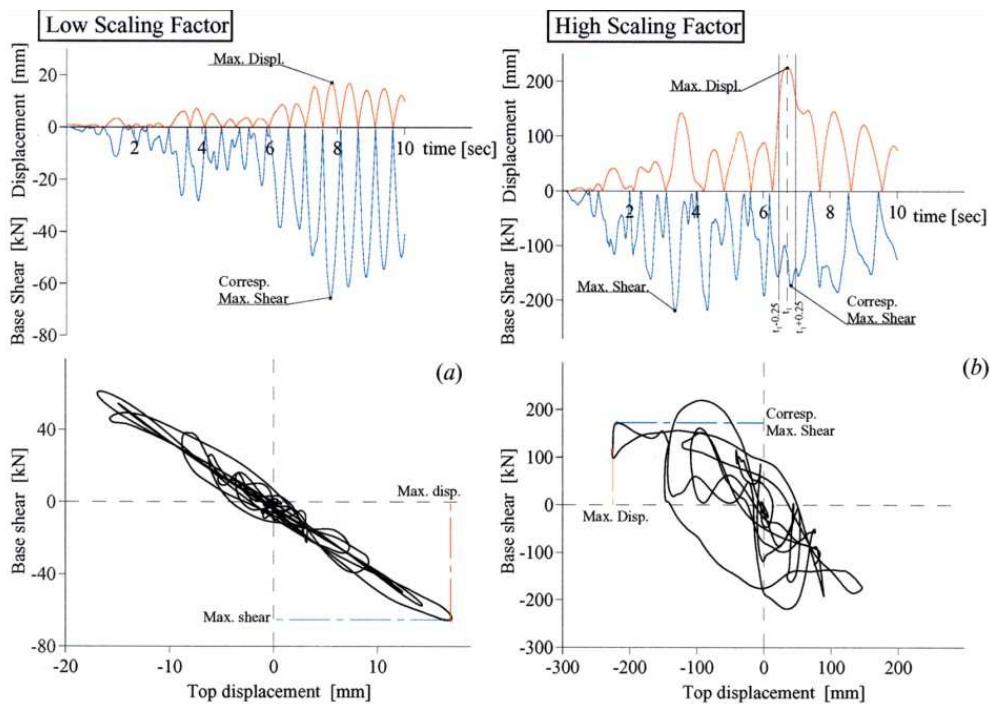 Low Scaling Factor
Displacement [mm]
Base Shear [kN]
20
0
-20
-40
-60
-80
2
4
6
8
10
time [sec]
Max. Displ.
Corresp.
Max. Shear
High Scaling Factor
Displacement [mm]
Base Shear [kN]
200
100
0
-100
-200
2
4
6
8
10
time [sec]
Max. Displ.
Max. Shear
Corresp.
Max. Shear
t₁-0.25
t₁
t₁+0.25
(a)
Base shear [kN]
40
0
-40
-80
-20
-10
0
10
Top displacement [mm]
Max. disp.
Max. shear
(b)
Base shear [kN]
300
200
100
0
-100
-200
-300
-300
-200
-100
0
100
200
Top displacement [mm]
Corresp.
Max. Shear
Max. Disp.